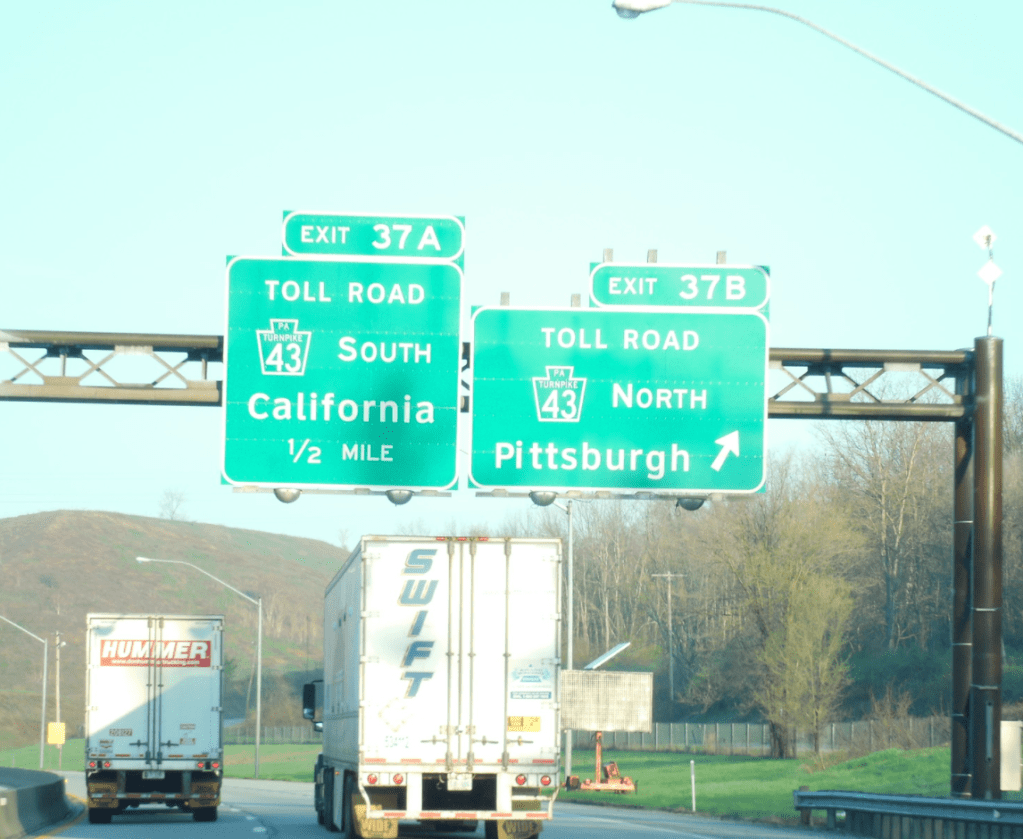 EXIT 37A
TOLL ROAD
PA
TURNPIKE
43
SOUTH
California
1/2 MILE
EXIT 37B
TOLL ROAD
PA
TURNPIKE
43
NORTH
Pittsburgh
HUMMER
SWIFT
WIDE